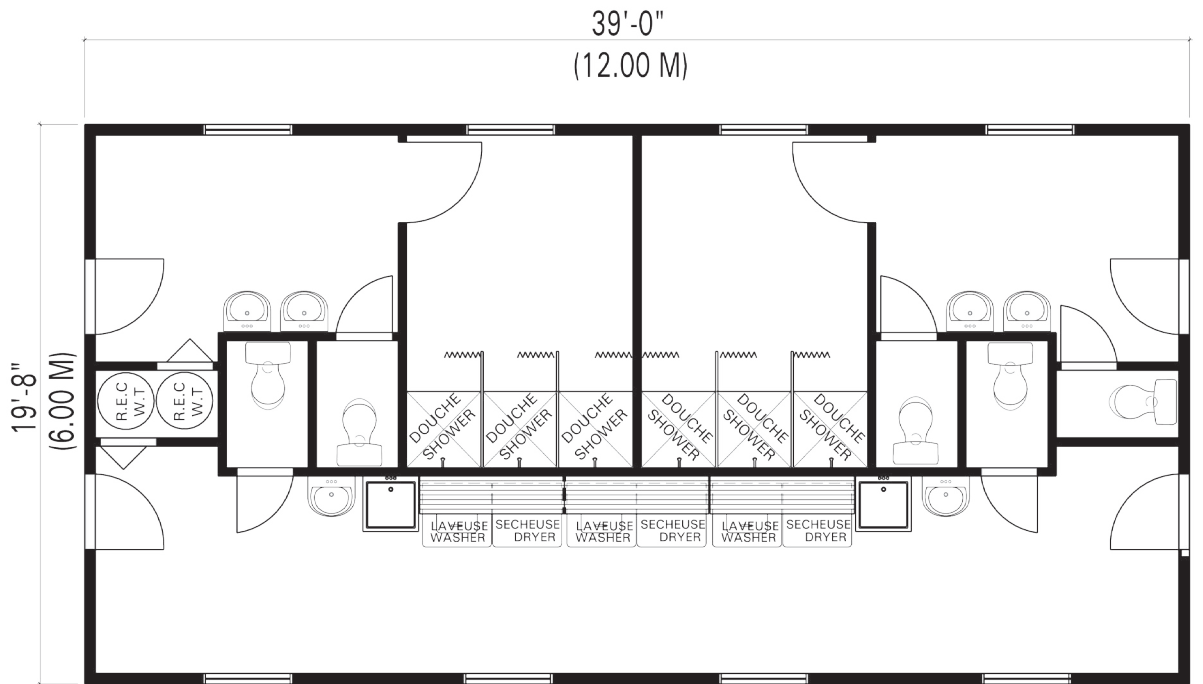 39'-0"
(12.00 M)
19'-8"
(6.00 M)
R.E.C
W.T
R.E.C
W.T
DOUCHE
SHOWER
DOUCHE
SHOWER
DOUCHE
SHOWER
DOUCHE
SHOWER
DOUCHE
SHOWER
DOUCHE
SHOWER
LAVEUSE
WASHER
SECHEUSE
DRYER
LAVEUSE
WASHER
SECHEUSE
DRYER
LAVEUSE
WASHER
SECHEUSE
DRYER